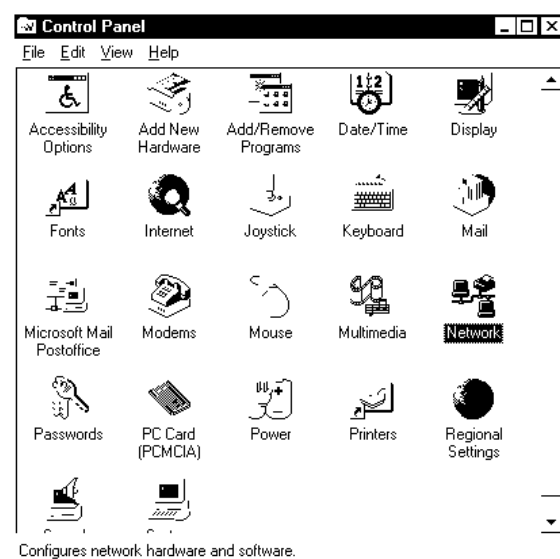 Control Panel
File Edit View Help
Accessibility Options
Add New Hardware
Add/Remove Programs
Date/Time
Display
Fonts
Internet
Joystick
Keyboard
Mail
Microsoft Mail Postoffice
Modems
Mouse
Multimedia
Network
Passwords
PC Card (PCMCIA)
Power
Printers
Regional Settings
Configures network hardware and software.